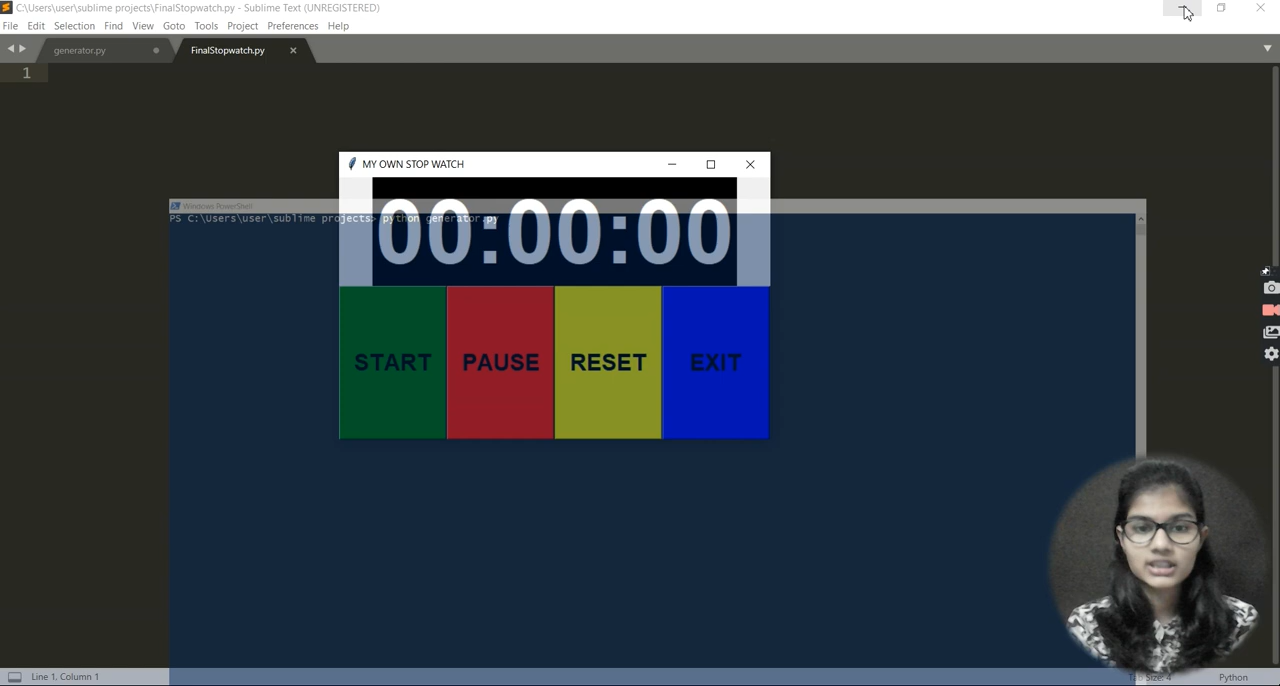 C:\Users\user\sublime projects\FinalStopwatch.py - Sublime Text (UNREGISTERED)
File Edit Selection Find View Goto Tools Project Preferences Help
generator.py
FinalStopwatch.py
1
MY OWN STOP WATCH
Windows PowerShell
PS C:\Users\user\sublime projects> python generator.py
00:00:00
START PAUSE RESET EXIT
Line 1, Column 1
Tab Size: 4
Python